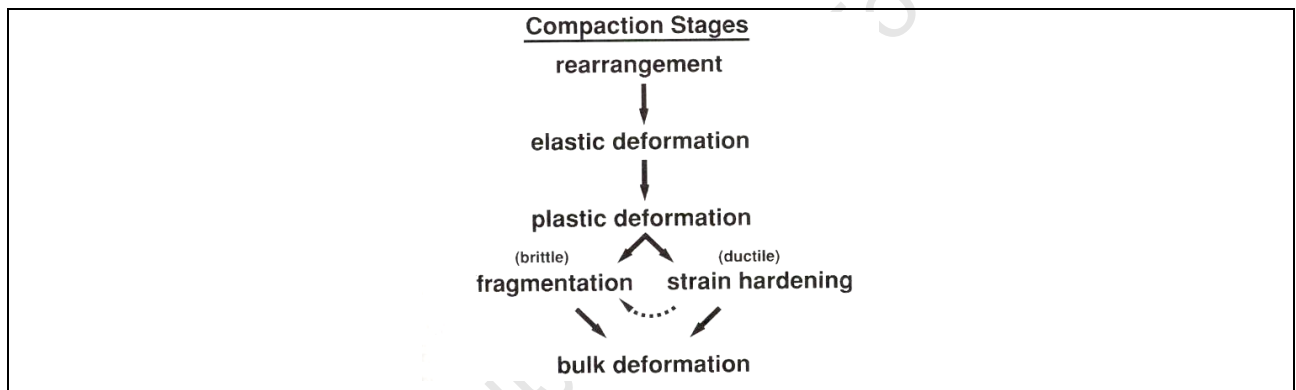 Compaction Stages
rearrangement
elastic deformation
plastic deformation
(brittle) (ductile)
fragmentation strain hardening
bulk deformation